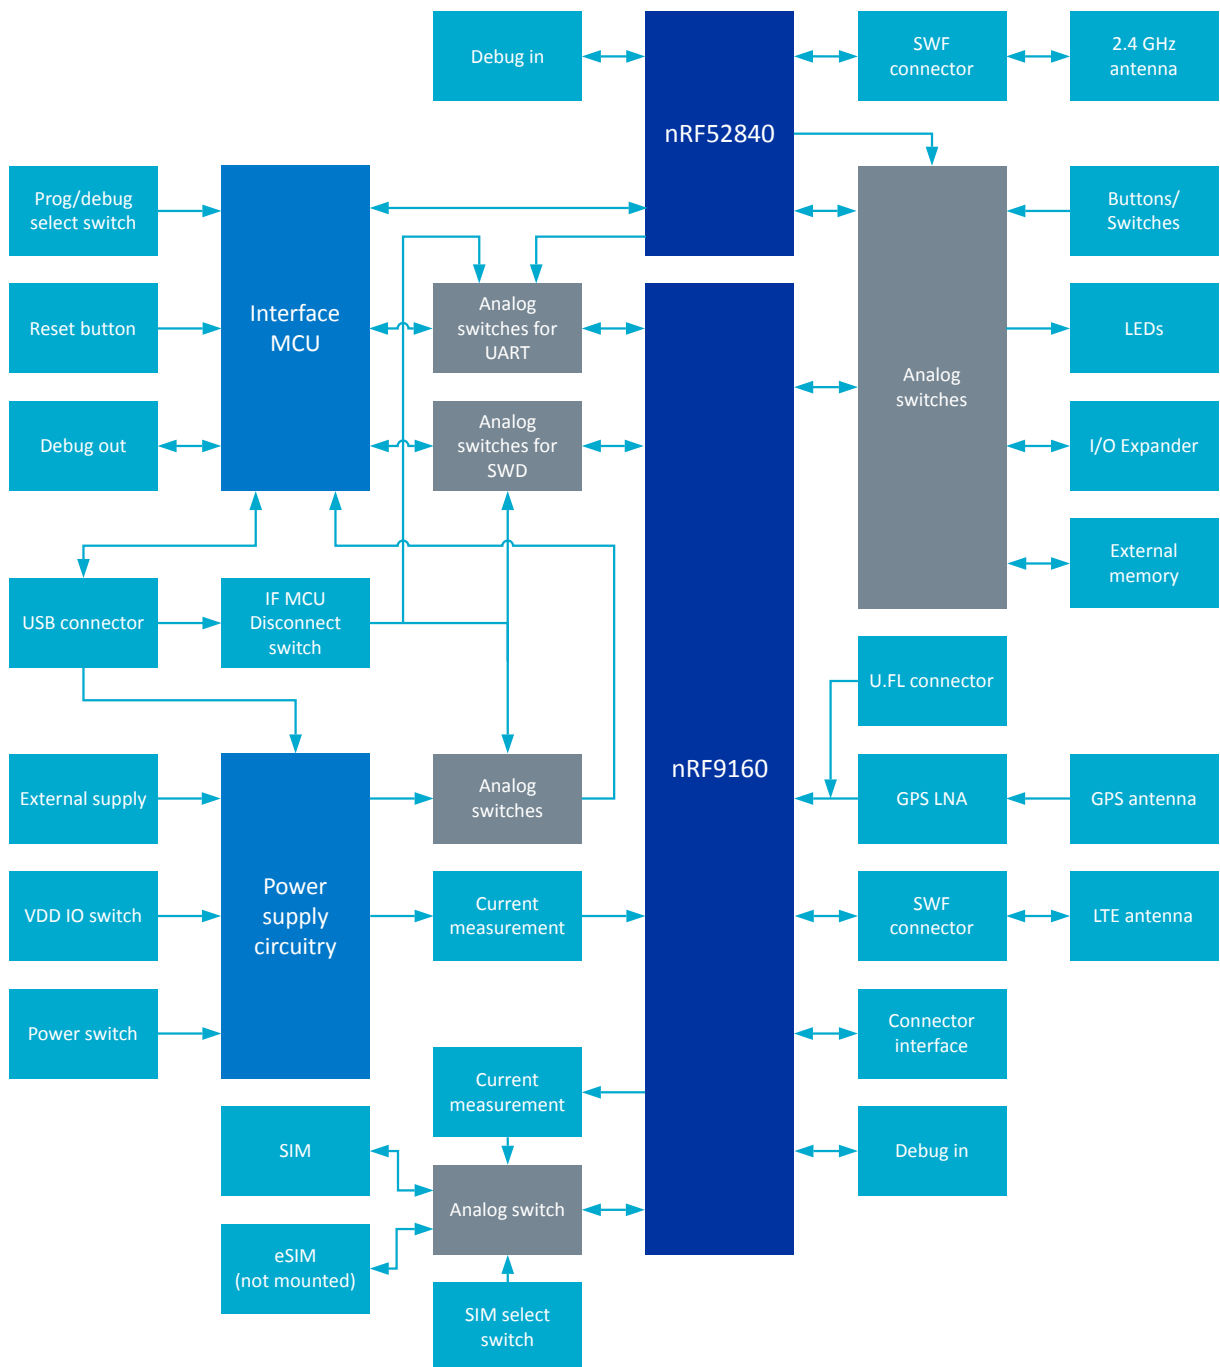 Debug in
nRF52840
SWF
connector
2.4 GHz
antenna
Prog/debug
select switch
Interface
MCU
Buttons/
Switches
Reset button
Analog
switches for
UART
LEDs
Analog
switches
Debug out
Analog
switches for
SWD
I/O Expander
External
memory
USB connector
IF MCU
Disconnect
switch
U.FL connector
nRF9160
External supply
Analog
switches
GPS LNA
GPS antenna
Power
supply
circuitry
VDD IO switch
Current
measurement
SWF
connector
LTE antenna
Power switch
Connector
interface
Current
measurement
SIM
Debug in
Analog switch
eSIM
(not mounted)
SIM select
switch